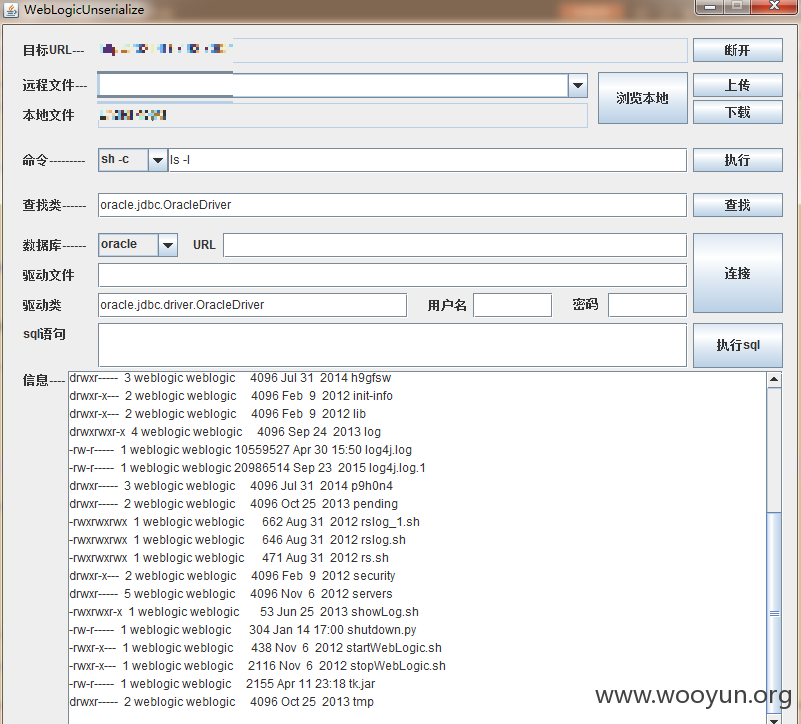 WebLogicUnserialize
目标URL--- 断开
远程文件--- 浏览本地 上传
本地文件 下载
命令--------- sh -c ls -l 执行
查找类------ oracle.jdbc.OracleDriver 查找
数据库------ oracle URL 连接
驱动文件
驱动类 oracle.jdbc.driver.OracleDriver 用户名 密码
sql语句 执行sql
信息----
drwxr----- 3 weblogic weblogic 4096 Jul 31 2014 h9gfsw
drwxr-x--- 2 weblogic weblogic 4096 Feb 9 2012 init-info
drwxr-x--- 2 weblogic weblogic 4096 Feb 9 2012 lib
drwxrwxr-x 4 weblogic weblogic 4096 Sep 24 2013 log
-rw-r----- 1 weblogic weblogic 10559527 Apr 30 15:50 log4j.log
-rw-r----- 1 weblogic weblogic 20986514 Sep 23 2015 log4j.log.1
drwxr----- 3 weblogic weblogic 4096 Jul 31 2014 p9h0n4
drwxr----- 2 weblogic weblogic 4096 Oct 25 2013 pending
-rwxrwxrwx 1 weblogic weblogic 662 Aug 31 2012 rslog_1.sh
-rwxrwxrwx 1 weblogic weblogic 646 Aug 31 2012 rslog.sh
-rwxrwxrwx 1 weblogic weblogic 471 Aug 31 2012 rs.sh
drwxr-x--- 2 weblogic weblogic 4096 Feb 9 2012 security
drwxr----- 5 weblogic weblogic 4096 Nov 6 2012 servers
-rwxrwxr-x 1 weblogic weblogic 53 Jun 25 2013 showLog.sh
-rw-r----- 1 weblogic weblogic 304 Jan 14 17:00 shutdown.py
-rwxr-x--- 1 weblogic weblogic 438 Nov 6 2012 startWebLogic.sh
-rwxr-x--- 1 weblogic weblogic 2116 Nov 6 2012 stopWebLogic.sh
-rw-r----- 1 weblogic weblogic 2155 Apr 11 23:18 tk.jar
drwxr----- 2 weblogic weblogic 4096 Oct 25 2013 tmp
www.wooyun.org